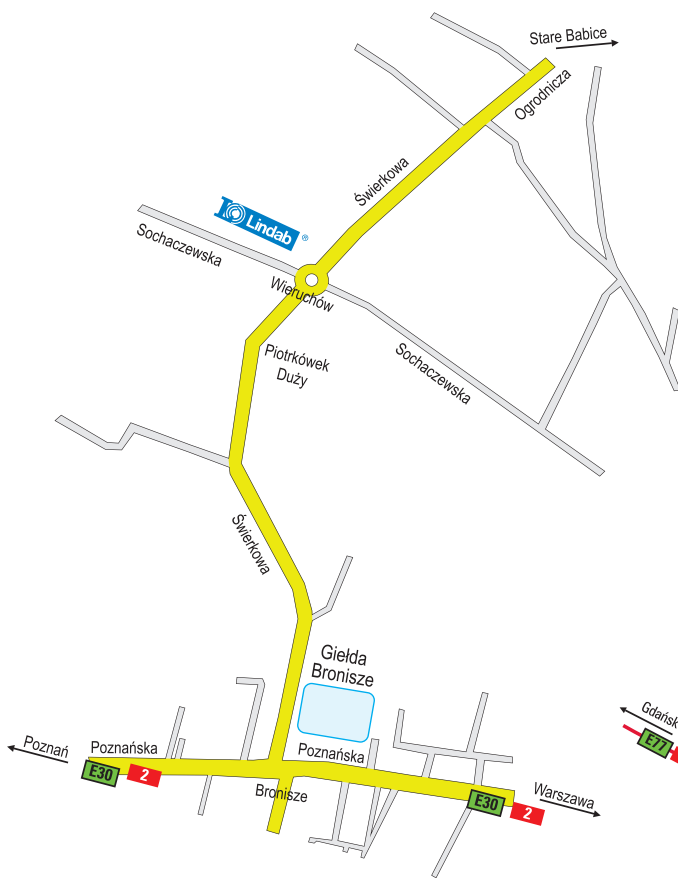 Stare Babice
Ogrodnicza
Świerkowa
Lindab ®
Sochaczewska
Wieruchów
Piotrkówek
Duży
Sochaczewska
Świerkowa
Giełda
Bronisze
Gdańsk
E77
Poznań
Poznańska
Poznańska
E30
2
Bronisze
Warszawa
E30
2